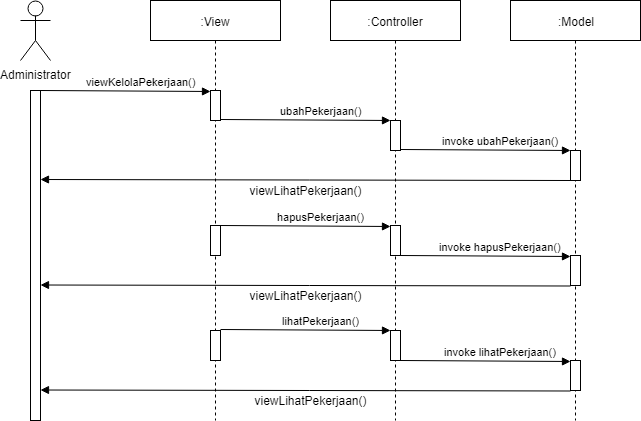 :View
:Controller
:Model
Administrator
viewKelolaPekerjaan()
ubahPekerjaan()
invoke ubahPekerjaan()
viewLihatPekerjaan()
hapusPekerjaan()
invoke hapusPekerjaan()
viewLihatPekerjaan()
lihatPekerjaan()
invoke lihatPekerjaan()
viewLihatPekerjaan()